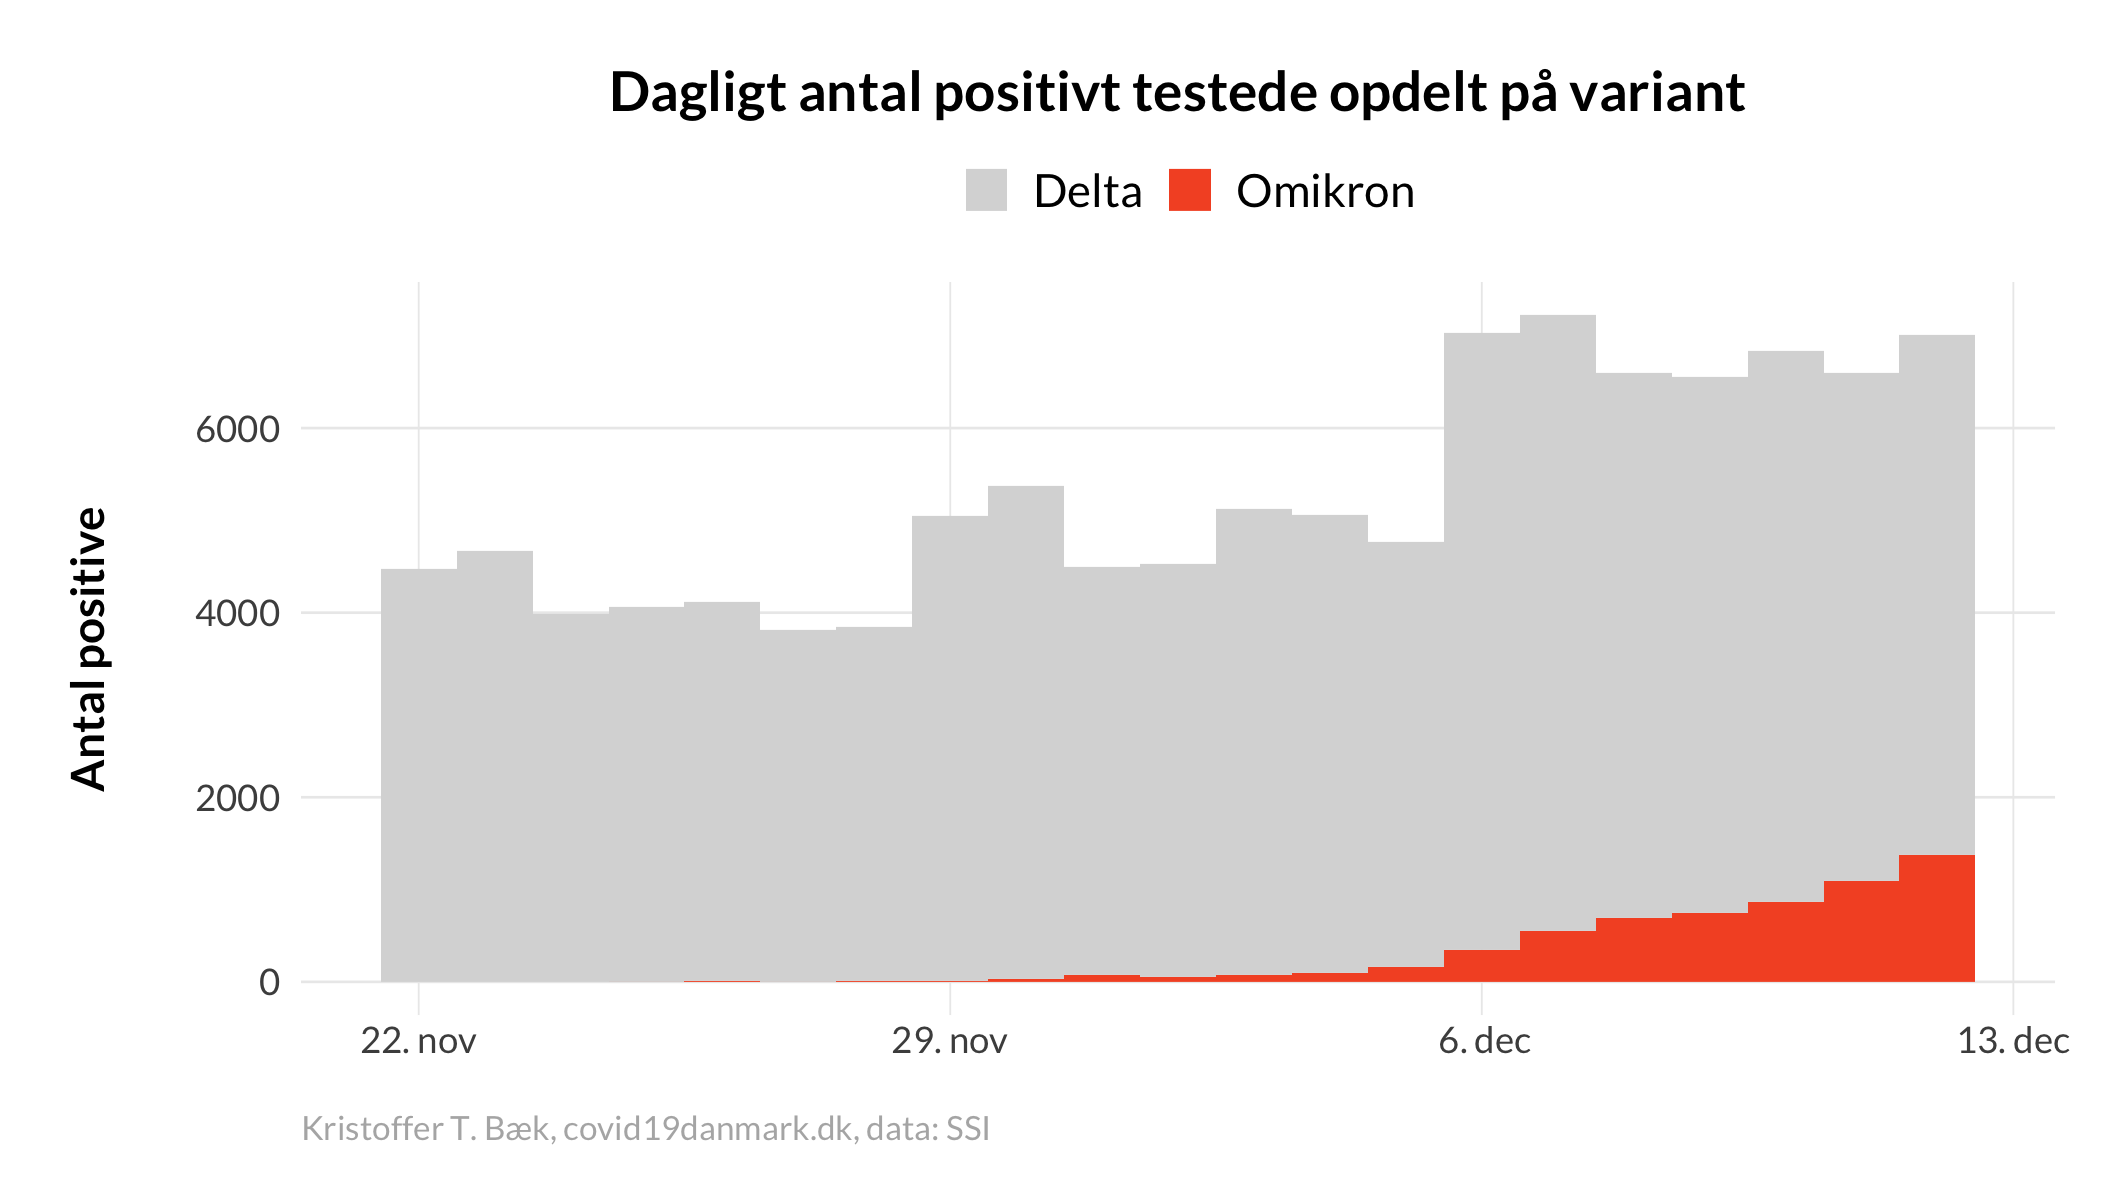 Dagligt antal positivt testede opdelt på variant
Delta
Omikron
Antal positive
6000
4000
2000
0
22. nov
29. nov
6. dec
13. dec
Kristoffer T. Bæk, covid19danmark.dk, data: SSI